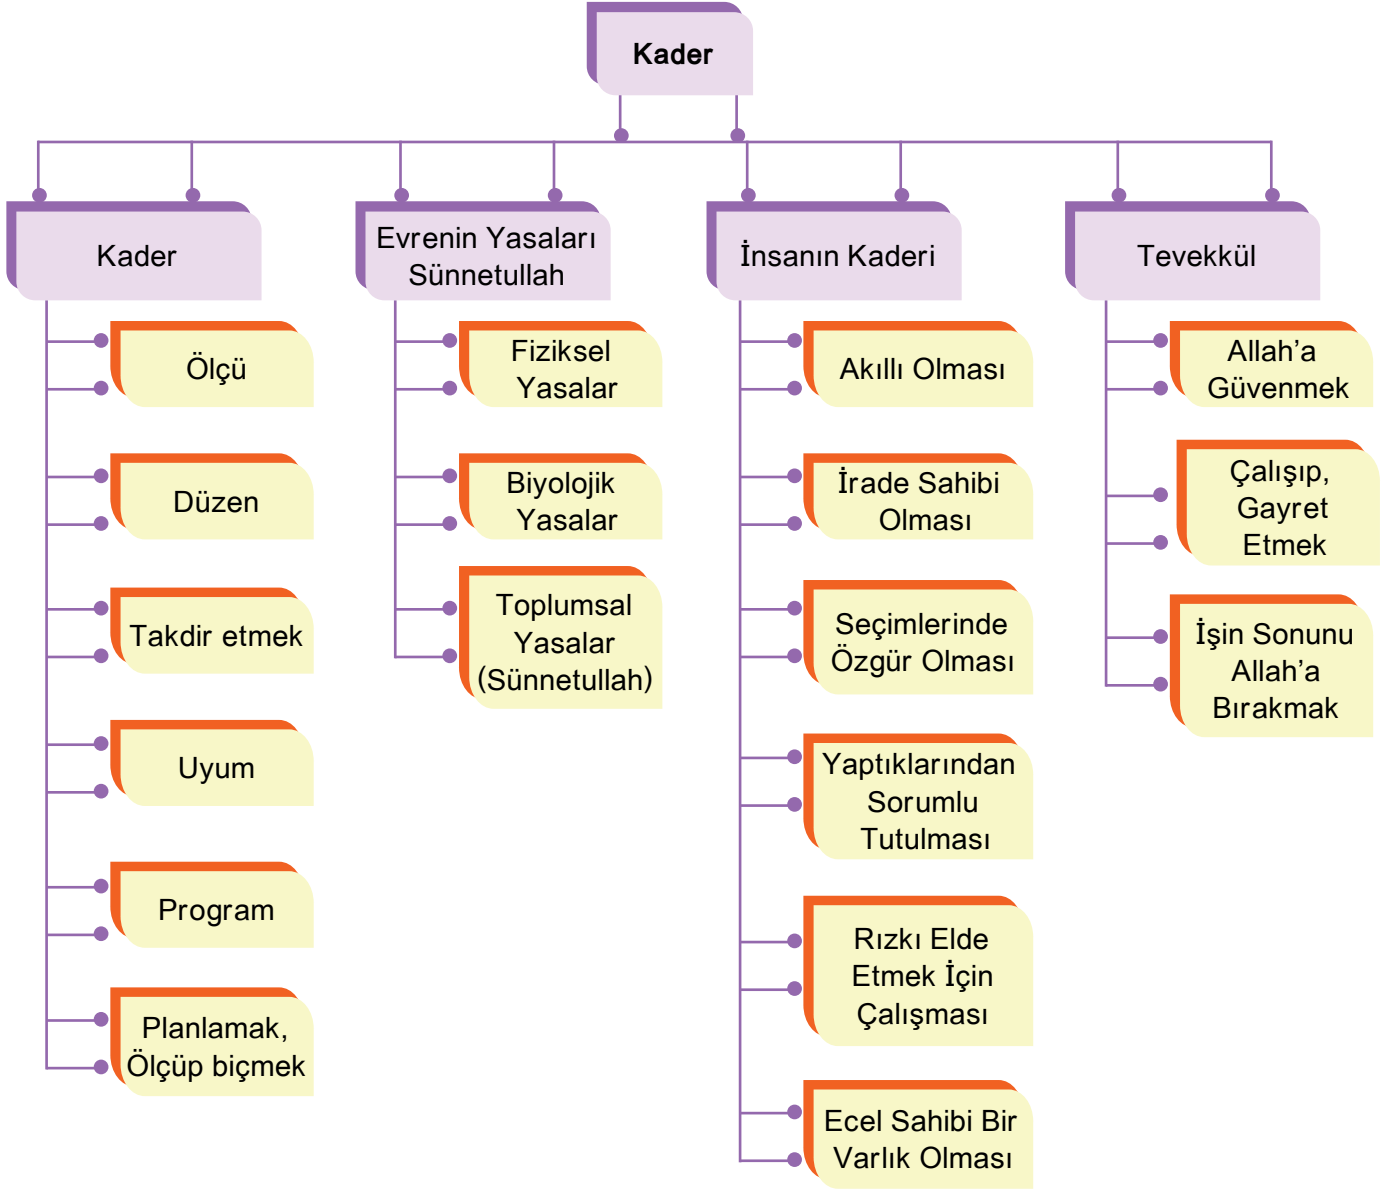 Kader
Kader
Ölçü
Düzen
Takdir etmek
Uyum
Program
Planlamak,
Ölçüp biçmek
Evrenin Yasaları
Sünnetullah
Fiziksel
Yasalar
Biyolojik
Yasalar
Toplumsal
Yasalar
(Sünnetullah)
İnsanın Kaderi
Akıllı Olması
İrade Sahibi
Olması
Seçimlerinde
Özgür Olması
Yaptıklarından
Sorumlu
Tutulması
Rızkı Elde
Etmek İçin
Çalışması
Ecel Sahibi Bir
Varlık Olması
Tevekkül
Allah’a
Güvenmek
Çalışıp,
Gayret
Etmek
İşin Sonunu
Allah’a
Bırakmak